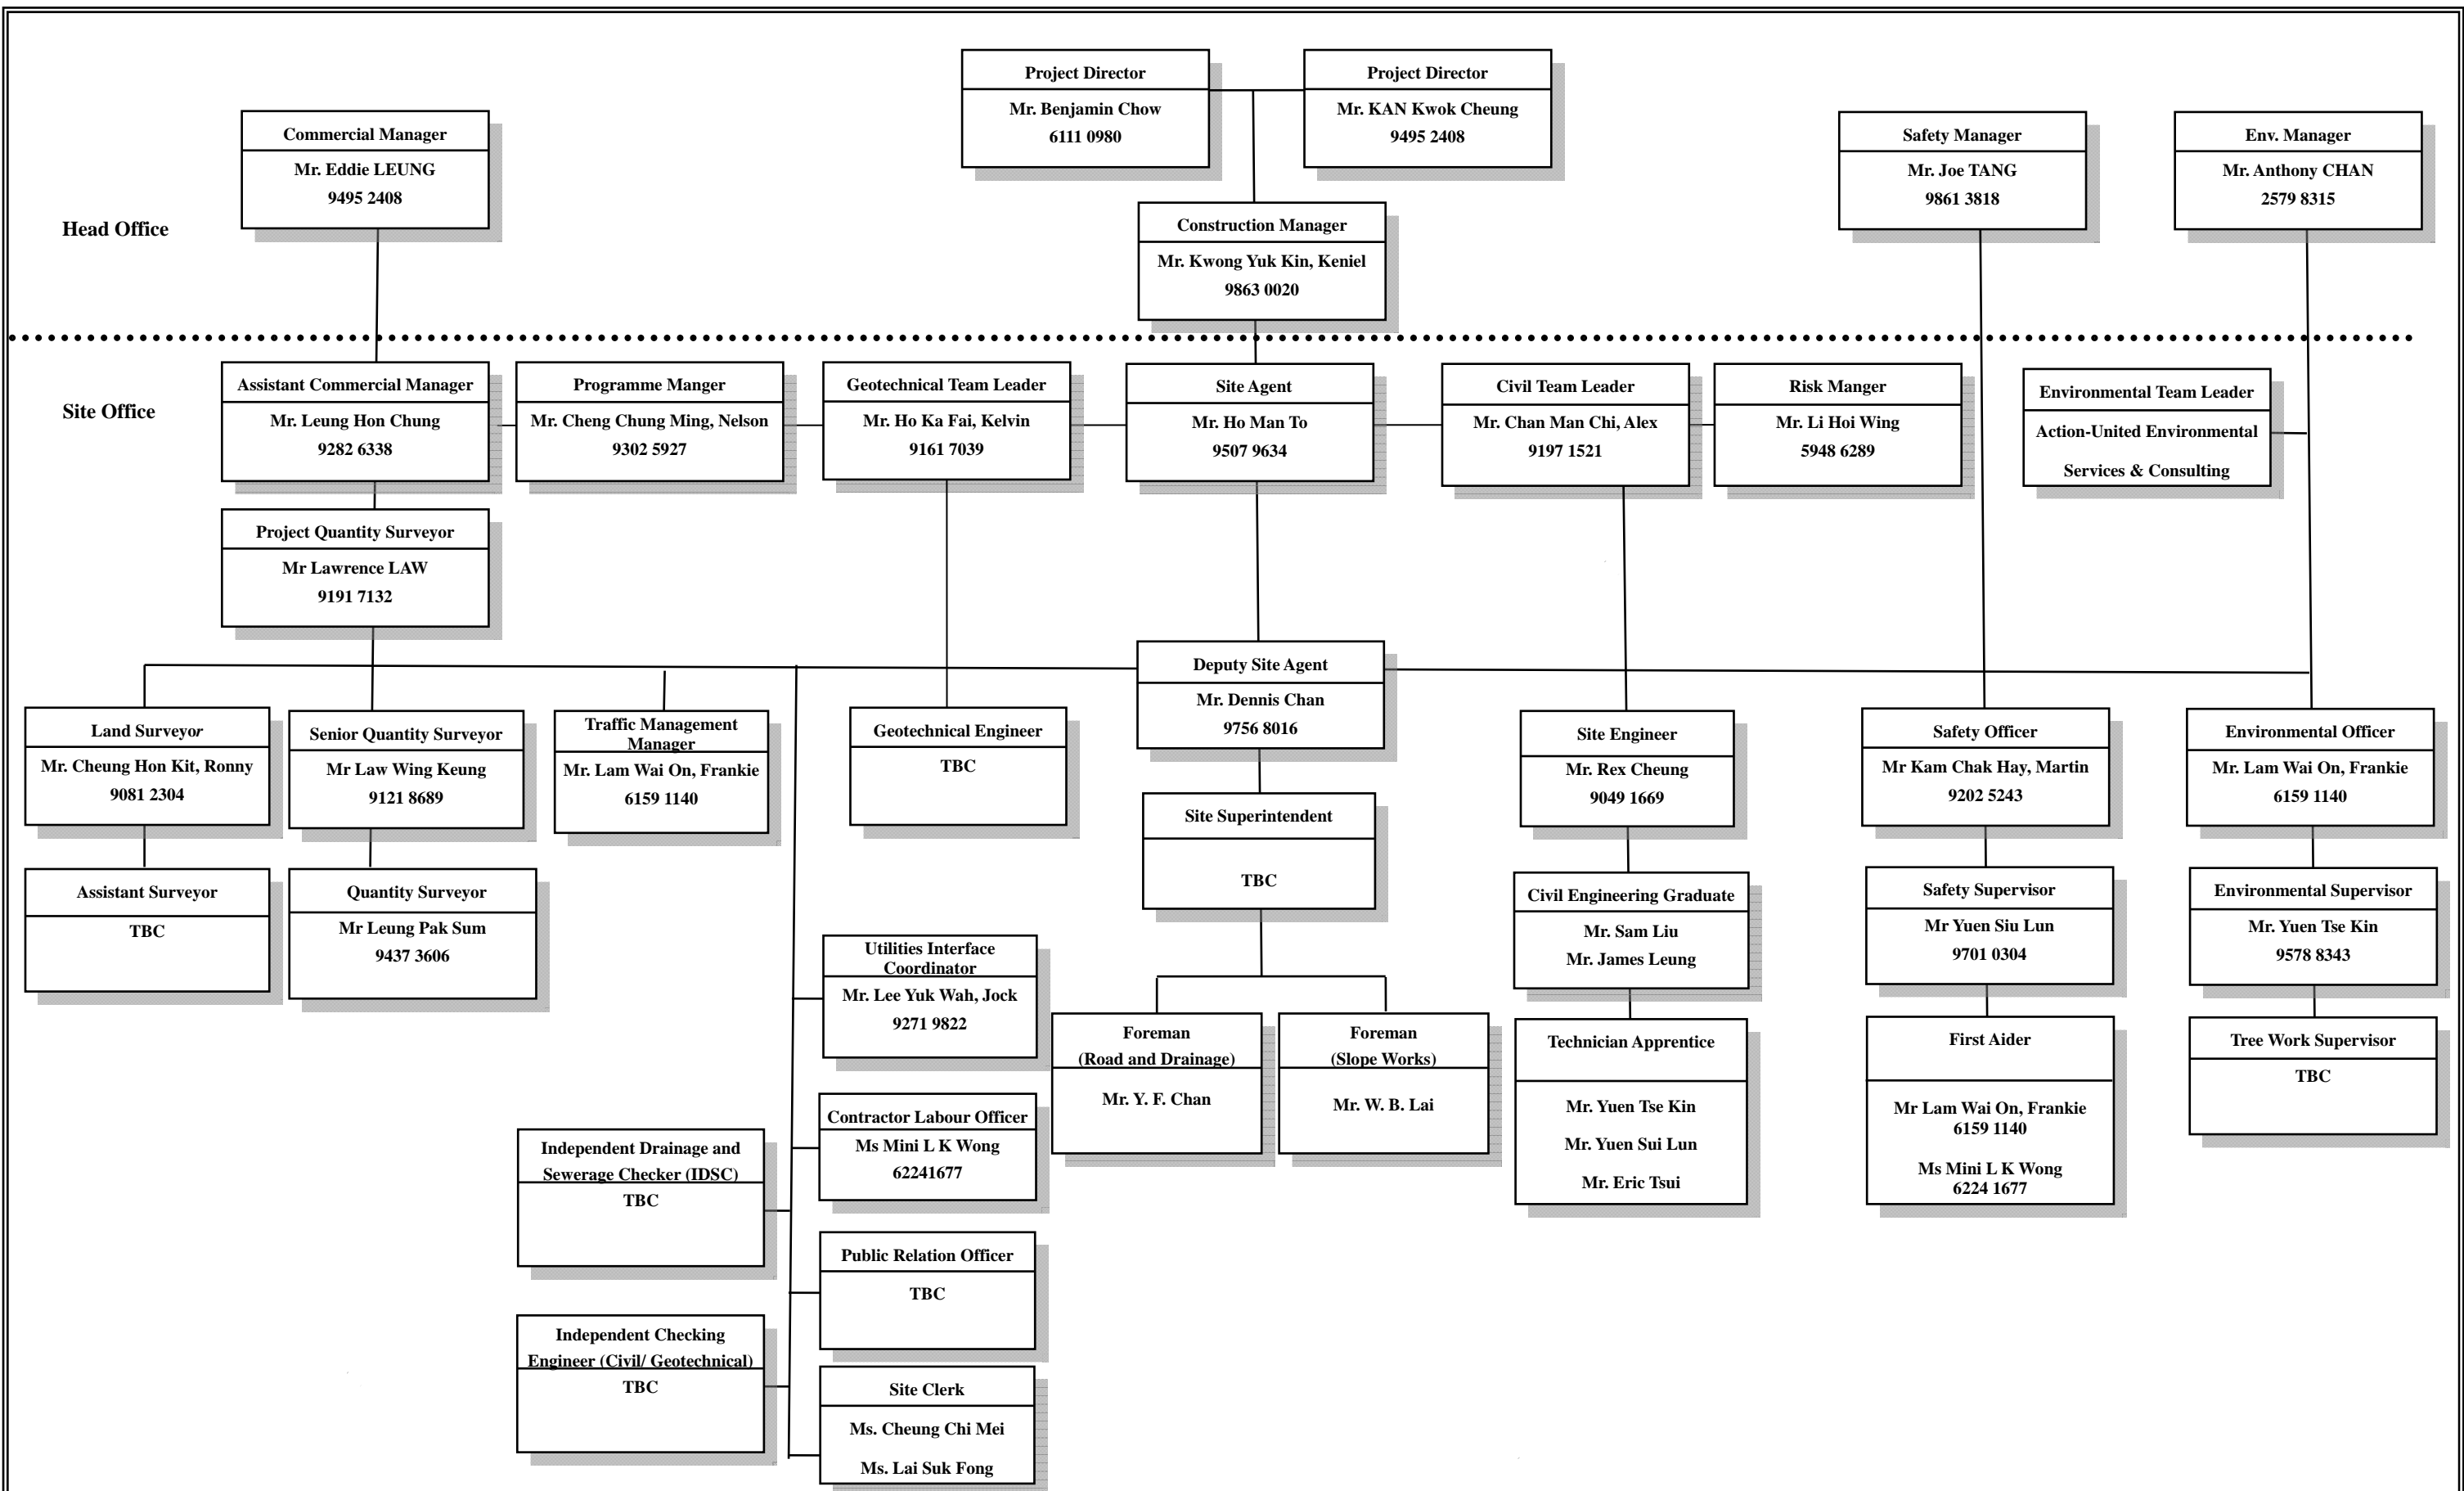 Project Director
Mr. Benjamin Chow
6111 0980
Project Director
Mr. KAN Kwok Cheung
9495 2408
Commercial Manager
Mr. Eddie LEUNG
9495 2408
Safety Manager
Mr. Joe TANG
9861 3818
Env. Manager
Mr. Anthony CHAN
2579 8315
Head Office
Construction Manager
Mr. Kwong Yuk Kin, Keniel
9863 0020
Site Office
Assistant Commercial Manager
Mr. Leung Hon Chung
9282 6338
Programme Manger
Mr. Cheng Chung Ming, Nelson
9302 5927
Geotechnical Team Leader
Mr. Ho Ka Fai, Kelvin
9161 7039
Site Agent
Mr. Ho Man To
9507 9634
Civil Team Leader
Mr. Chan Man Chi, Alex
9197 1521
Risk Manger
Mr. Li Hoi Wing
5948 6289
Environmental Team Leader
Action-United Environmental
Services & Consulting
Project Quantity Surveyor
Mr Lawrence LAW
9191 7132
Deputy Site Agent
Mr. Dennis Chan
9756 8016
Land Surveyor
Mr. Cheung Hon Kit, Ronny
9081 2304
Senior Quantity Surveyor
Mr Law Wing Keung
9121 8689
Traffic Management
Manager
Mr. Lam Wai On, Frankie
6159 1140
Geotechnical Engineer
TBC
Site Engineer
Mr. Rex Cheung
9049 1669
Safety Officer
Mr Kam Chak Hay, Martin
9202 5243
Environmental Officer
Mr. Lam Wai On, Frankie
6159 1140
Site Superintendent
TBC
Assistant Surveyor
TBC
Quantity Surveyor
Mr Leung Pak Sum
9437 3606
Civil Engineering Graduate
Mr. Sam Liu
Mr. James Leung
Safety Supervisor
Mr Yuen Siu Lun
9701 0304
Environmental Supervisor
Mr. Yuen Tse Kin
9578 8343
Utilities Interface
Coordinator
Mr. Lee Yuk Wah, Jock
9271 9822
Foreman
(Road and Drainage)
Mr. Y. F. Chan
Foreman
(Slope Works)
Mr. W. B. Lai
Technician Apprentice
Mr. Yuen Tse Kin
Mr. Yuen Sui Lun
Mr. Eric Tsui
First Aider
Mr Lam Wai On, Frankie
6159 1140
Ms Mini L K Wong
6224 1677
Tree Work Supervisor
TBC
Contractor Labour Officer
Ms Mini L K Wong
62241677
Independent Drainage and
Sewerage Checker (IDSC)
TBC
Public Relation Officer
TBC
Independent Checking
Engineer (Civil/ Geotechnical)
TBC
Site Clerk
Ms. Cheung Chi Mei
Ms. Lai Suk Fong